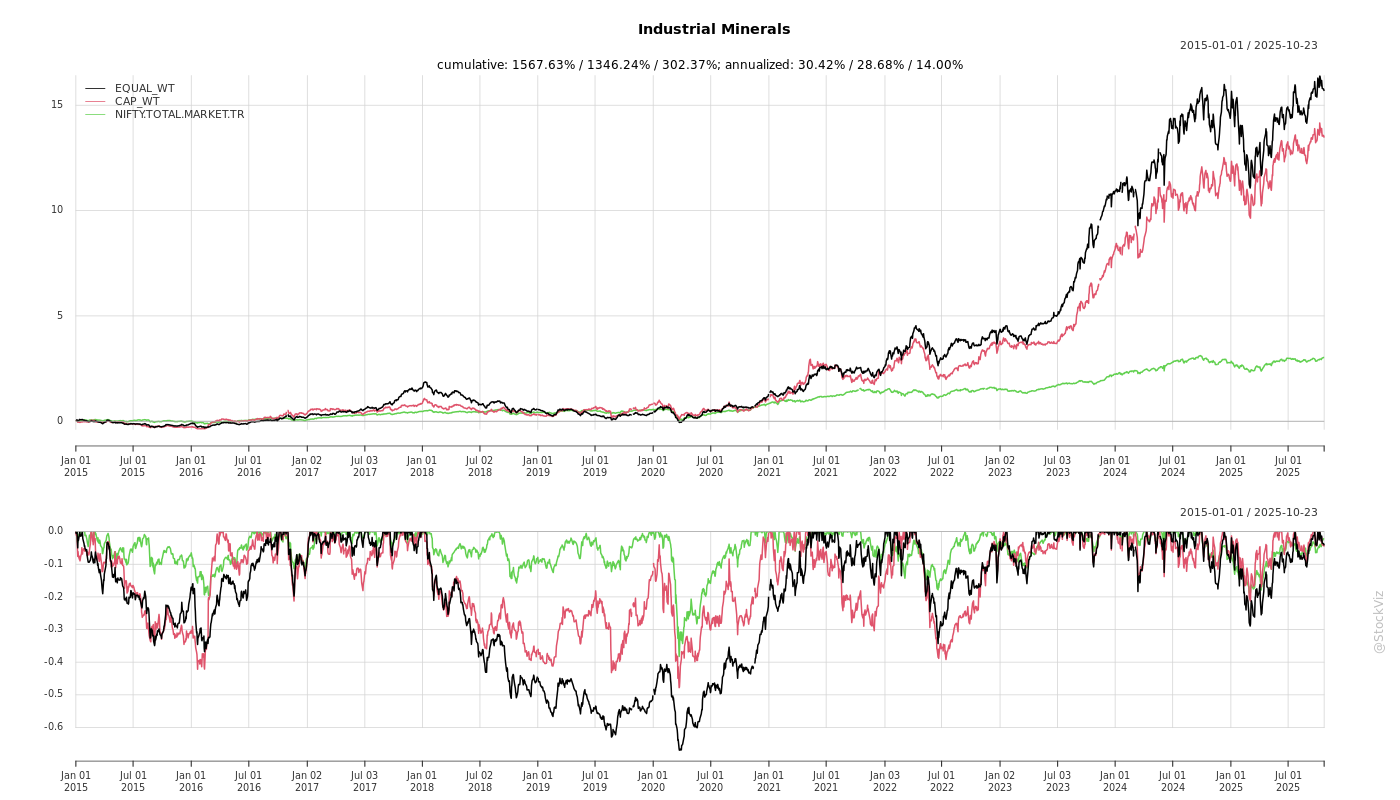 Industrial Minerals
2015-01-01 / 2025-10-23
cumulative: 1567.63% / 1346.24% / 302.37%; annualized: 30.42% / 28.68% / 14.00%
EQUAL_WT
CAP_WT
NIFTY.TOTAL.MARKET.TR
15
10
5
0
Jan 01 Jul 01 Jan 01 Jul 01 Jan 02 Jul 03 Jan 01 Jul 02 Jan 01 Jul 01 Jan 01 Jul 01 Jan 01 Jul 01 Jan 03 Jul 01 Jan 02 Jul 03 Jan 01 Jul 01 Jan 01 Jul 01
2015 2015 2016 2016 2017 2017 2018 2018 2019 2019 2020 2020 2021 2021 2022 2022 2023 2023 2024 2024 2025 2025
2015-01-01 / 2025-10-23
0.0
-0.1
-0.2
-0.3
-0.4
-0.5
-0.6
Jan 01 Jul 01 Jan 01 Jul 01 Jan 02 Jul 03 Jan 01 Jul 02 Jan 01 Jul 01 Jan 01 Jul 01 Jan 01 Jul 01 Jan 03 Jul 01 Jan 02 Jul 03 Jan 01 Jul 01 Jan 01 Jul 01
2015 2015 2016 2016 2017 2017 2018 2018 2019 2019 2020 2020 2021 2021 2022 2022 2023 2023 2024 2024 2025 2025
@StockViz